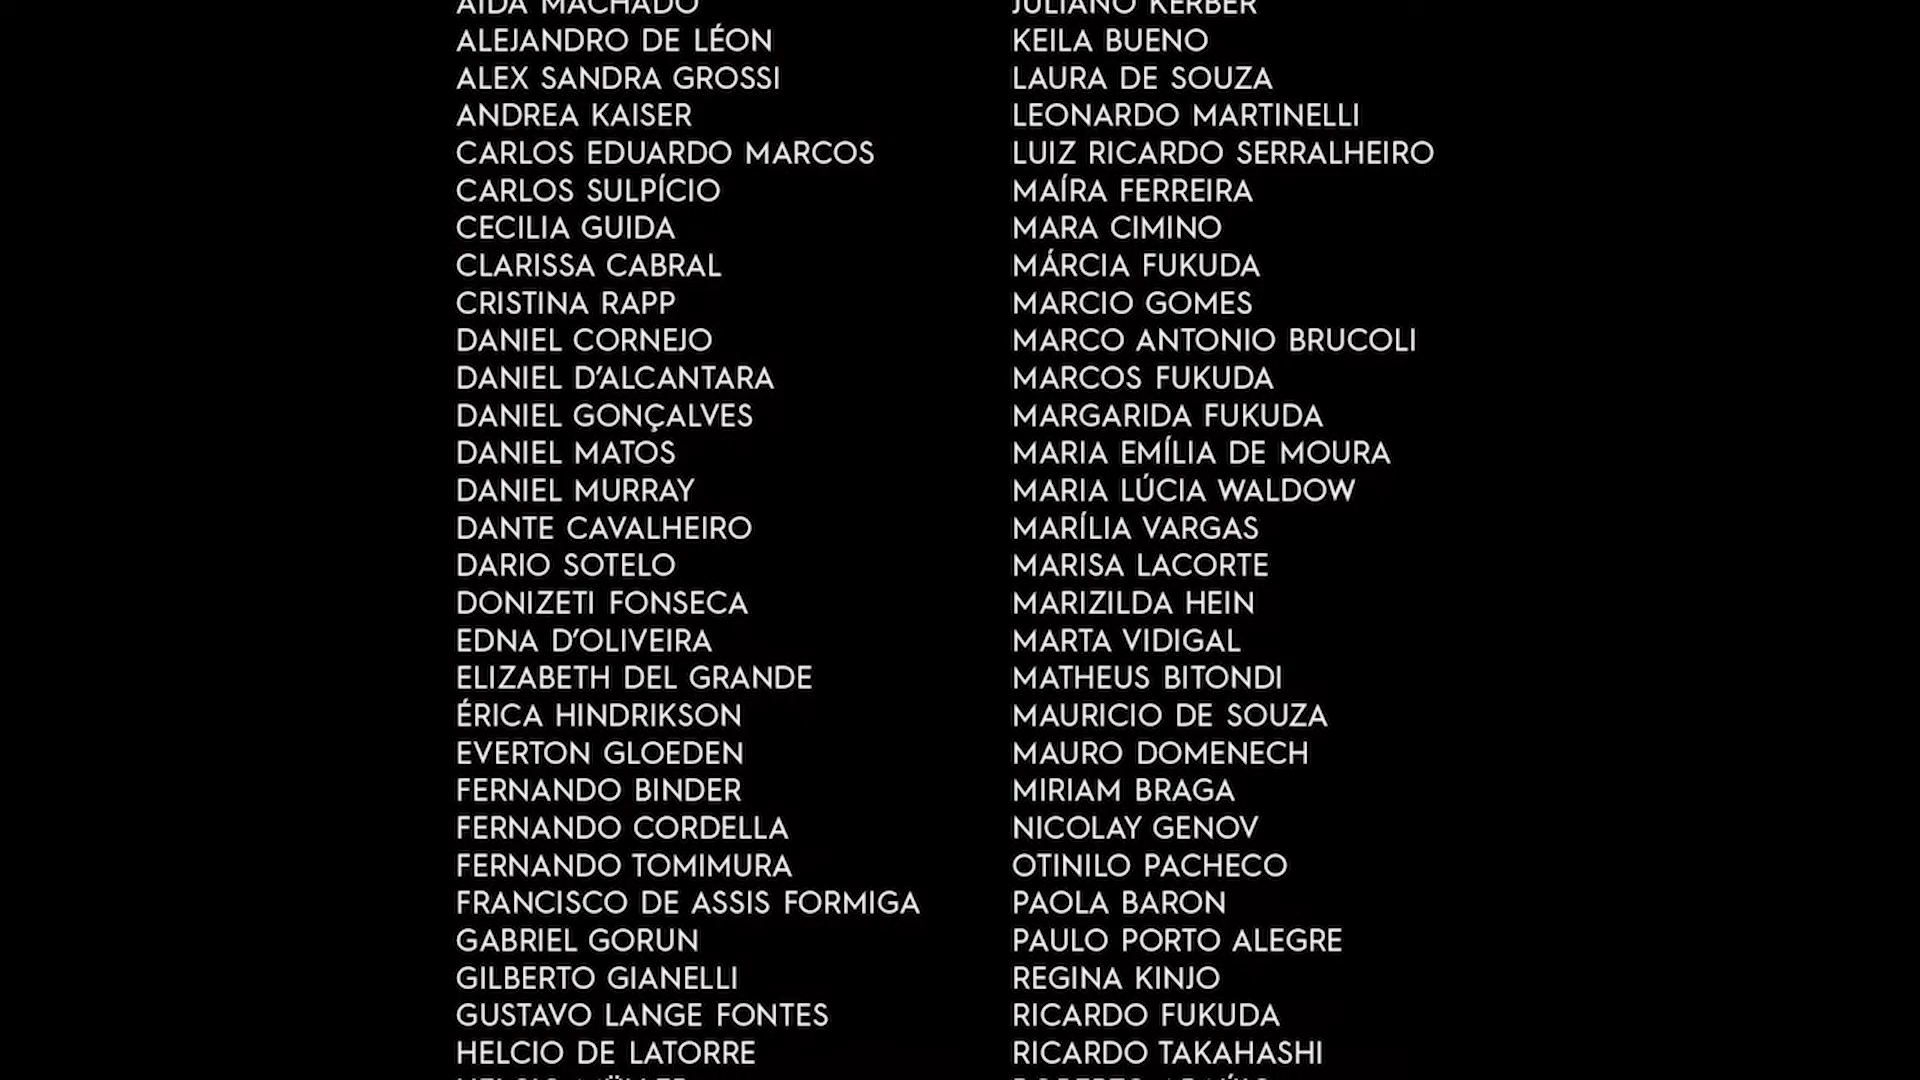 AIDA MACHADO
ALEJANDRO DE LÉON
ALEX SANDRA GROSSI
ANDREA KAISER
CARLOS EDUARDO MARCOS
CARLOS SULPÍCIO
CECILIA GUIDA
CLARISSA CABRAL
CRISTINA RAPP
DANIEL CORNEJO
DANIEL D’ALCANTARA
DANIEL GONÇALVES
DANIEL MATOS
DANIEL MURRAY
DANTE CAVALHEIRO
DARIO SOTELO
DONIZETI FONSECA
EDNA D’OLIVEIRA
ELIZABETH DEL GRANDE
ÉRICA HINDRIKSON
EVERTON GLOEDEN
FERNANDO BINDER
FERNANDO CORDELLA
FERNANDO TOMIMURA
FRANCISCO DE ASSIS FORMIGA
GABRIEL GORUN
GILBERTO GIANELLI
GUSTAVO LANGE FONTES
HELCIO DE LATORRE
JULIANO KERBER
KEILA BUENO
LAURA DE SOUZA
LEONARDO MARTINELLI
LUIZ RICARDO SERRALHEIRO
MAÍRA FERREIRA
MARA CIMINO
MÁRCIA FUKUDA
MARCIO GOMES
MARCO ANTONIO BRUCOLI
MARCOS FUKUDA
MARGARIDA FUKUDA
MARIA EMÍLIA DE MOURA
MARIA LÚCIA WALDOW
MARÍLIA VARGAS
MARISA LACORTE
MARIZILDA HEIN
MARTA VIDIGAL
MATHEUS BITONDI
MAURICIO DE SOUZA
MAURO DOMENECH
MIRIAM BRAGA
NICOLAY GENOV
OTINILO PACHECO
PAOLA BARON
PAULO PORTO ALEGRE
REGINA KINJO
RICARDO FUKUDA
RICARDO TAKAHASHI